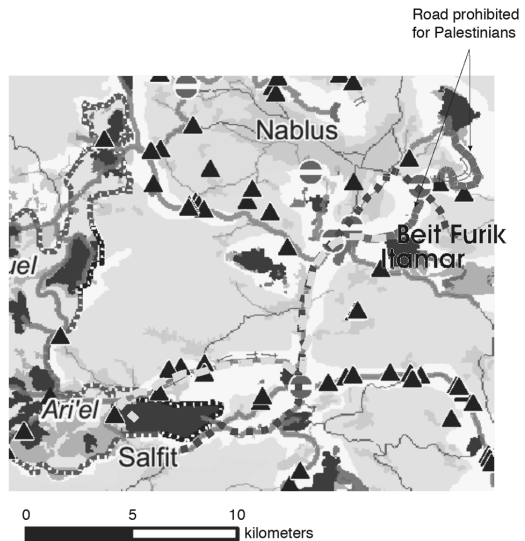 Road prohibited
for Palestinians
Nablus
Beit Furik
Itamar
uel
Ari'el
Salfit
0 5 10
kilometers